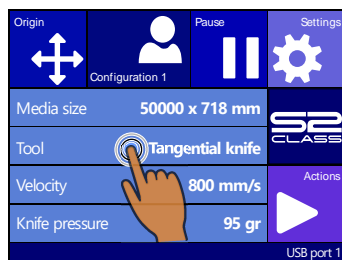 Origin
Pause
Settings
Configuration 1
Media size 50000 x 718 mm
S2
CLASS
Tool Tangential knife
Velocity 800 mm/s
Actions
Knife pressure 95 gr
USB port 1